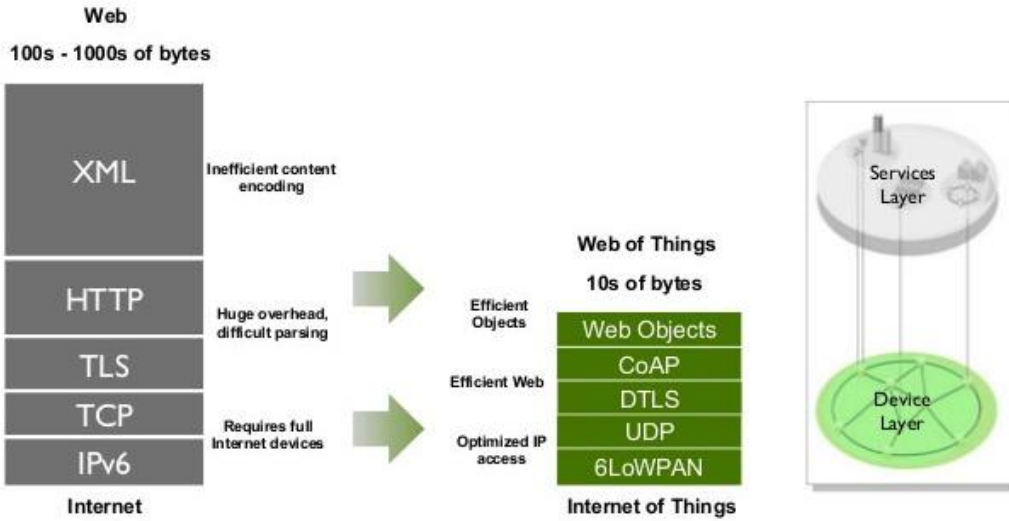 Web
100s - 1000s of bytes
XML
Inefficient content
encoding
HTTP
Huge overhead,
difficult parsing
TLS
TCP
Requires full
Internet devices
IPv6
Internet
Web of Things
10s of bytes
Efficient
Objects
Web Objects
CoAP
Efficient Web
DTLS
UDP
Optimized IP
access
6LoWPAN
Internet of Things
Services
Layer
Device
Layer